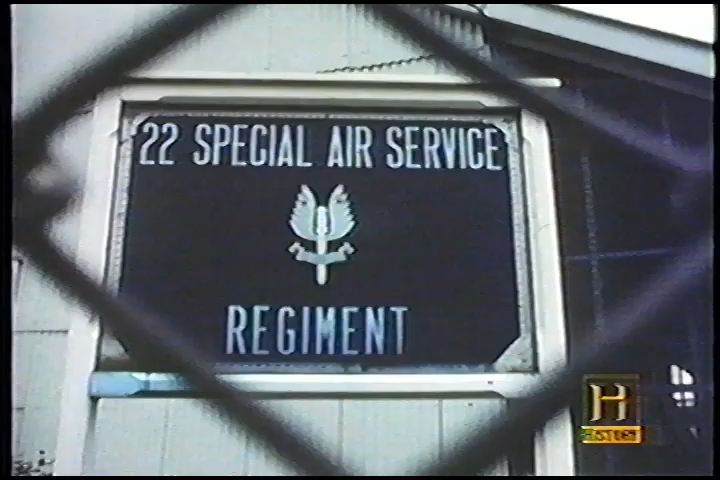 22 SPECIAL AIR SERVICE
REGIMENT
H
HISTORY